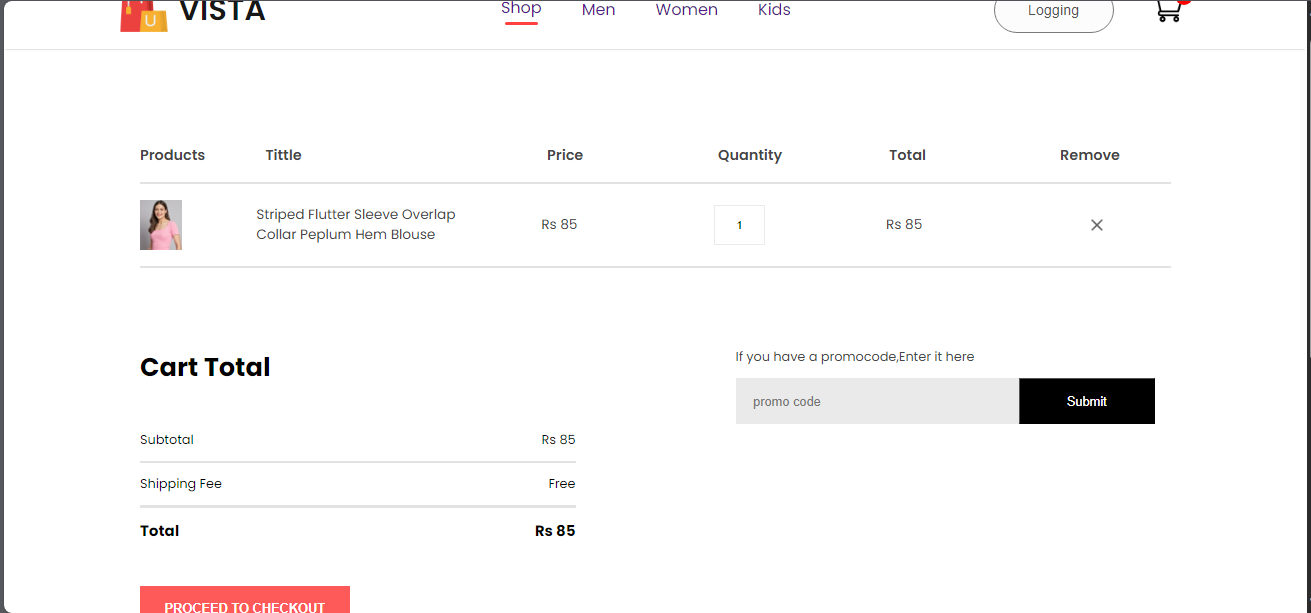 U
VISTA
Shop Men Women Kids
Logging
Products Tittle Price Quantity Total Remove
Striped Flutter Sleeve Overlap
Collar Peplum Hem Blouse
Rs 85 1 Rs 85
Cart Total
Subtotal Rs 85
Shipping Fee Free
Total Rs 85
PROCEED TO CHECKOUT
If you have a promocode,Enter it here
promo code Submit